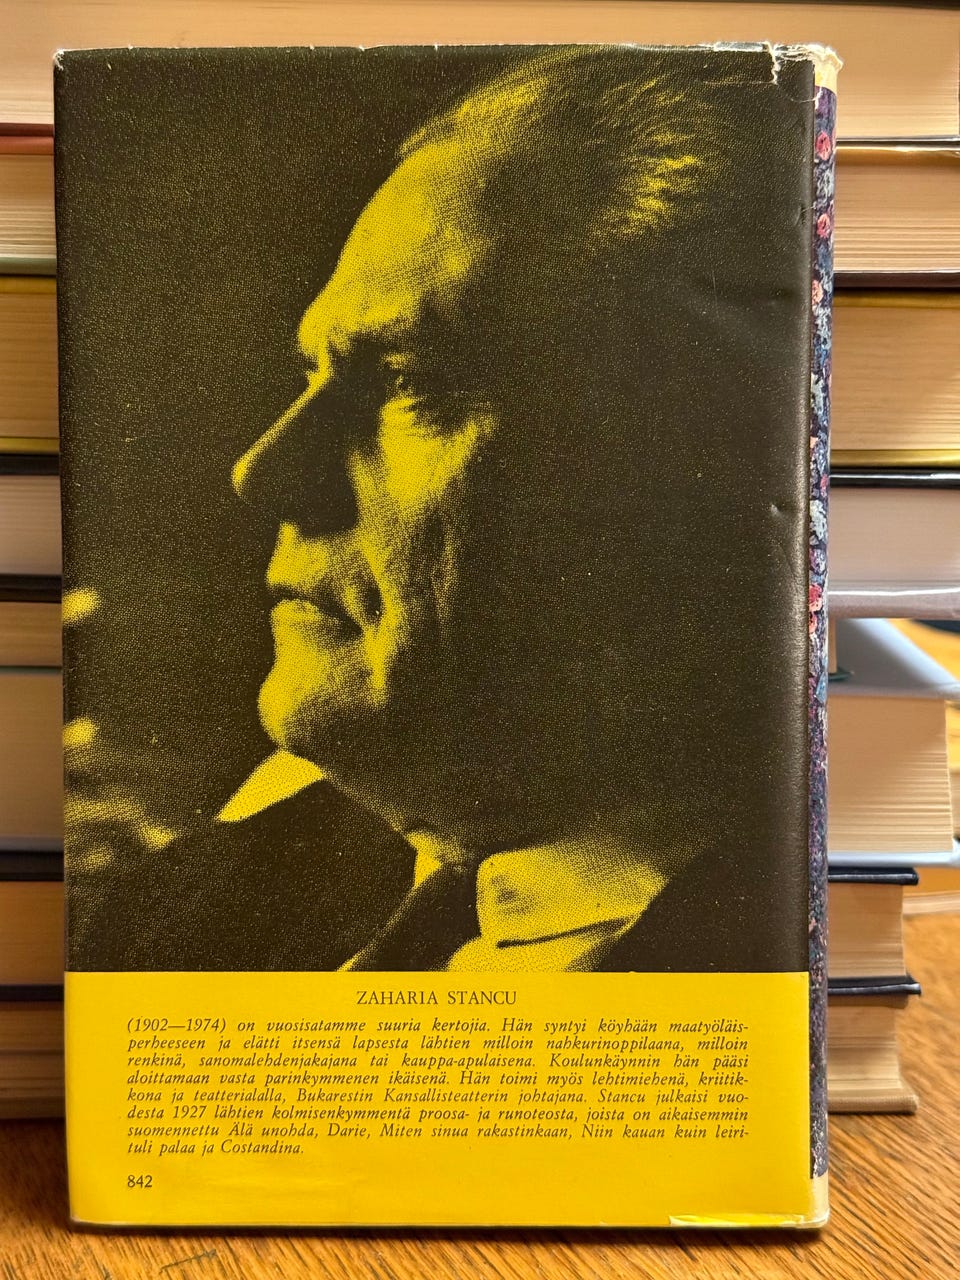 ZAHARIA STANCU
(1902—1974) on vuosisatamme suuria kertojia. Hän syntyi köyhään maatyöläis-
perheeseen ja elätti itsensä lapsesta lähtien milloin nahkurinoppilaana, milloin
renkinä, sanomalehdenjakajana tai kauppa-apulaisena. Koulunkäynnin hän pääsi
aloittamaan vasta parinkymmenen ikäisenä. Hän toimi myös lehtimiehenä, kriitik-
kona ja teatterialalla, Bukarestin Kansallisteatterin johtajana. Stancu julkaisi vuo-
desta 1927 lähtien kolmisenkymmentä proosa- ja runoteosta, joista on aikaisemmin
suomennettu Älä unohda, Darie, Miten sinua rakastinkaan, Niin kauan kuin leiri-
tuli palaa ja Costandina.
842